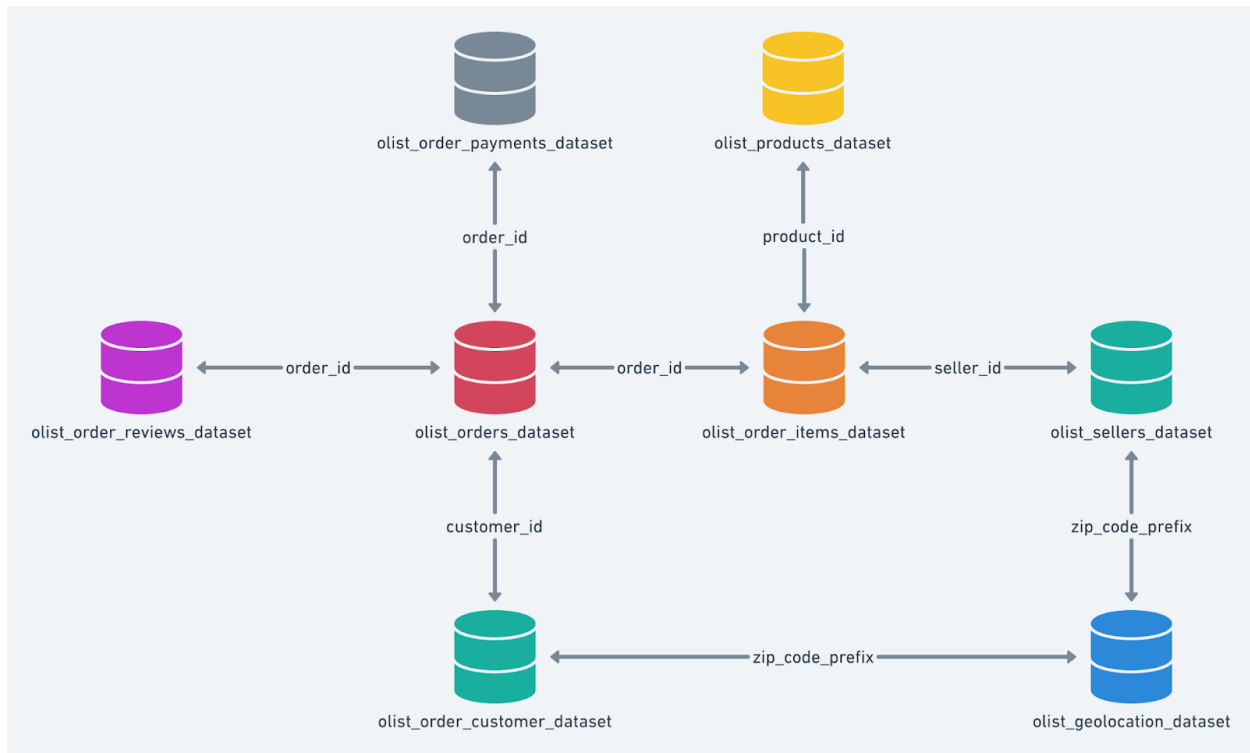 olist_order_payments_dataset
olist_products_dataset
order_id
product_id
order_id
order_id
seller_id
olist_order_reviews_dataset
olist_orders_dataset
olist_order_items_dataset
olist_sellers_dataset
customer_id
zip_code_prefix
zip_code_prefix
olist_order_customer_dataset
olist_geolocation_dataset